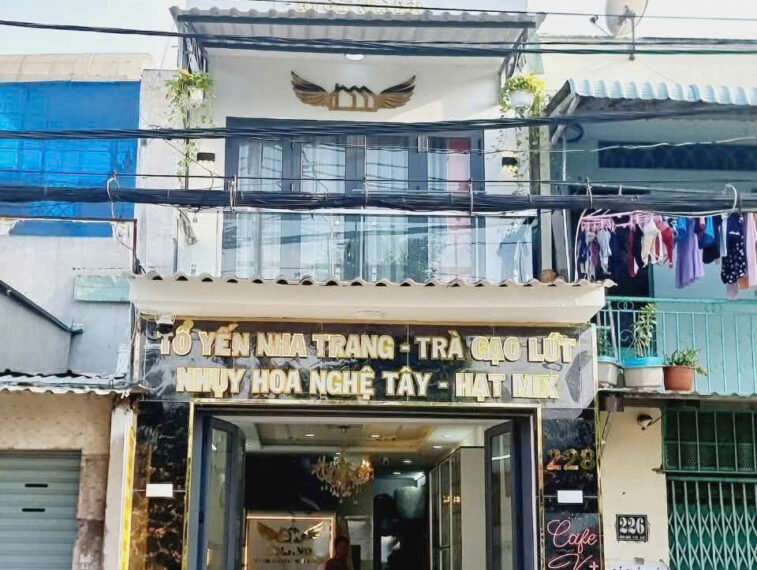 TỔ YẾN NHA TRANG - TRÀ GẠO LỨT
NHỤY HOA NGHỆ TÂY - HẠT MIX
228
226
Cafe